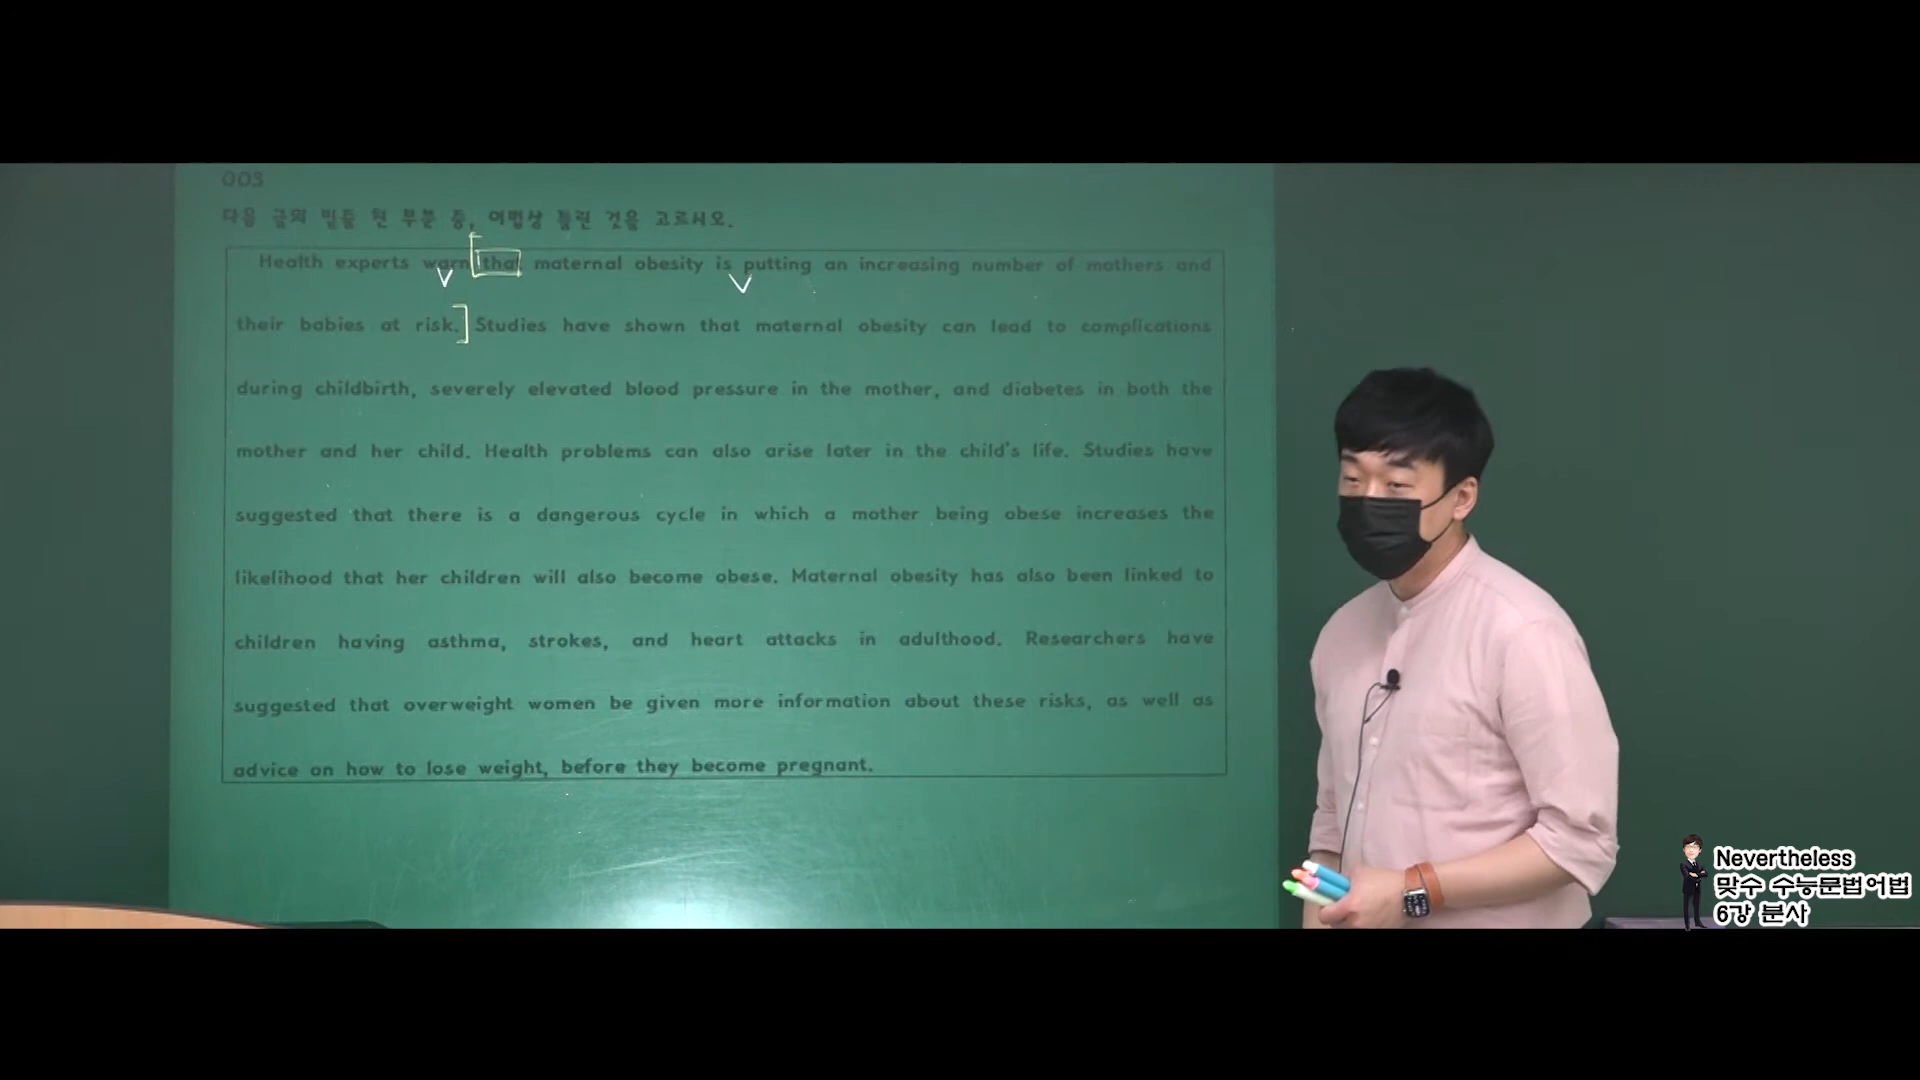 003
다음 글의 밑줄 친 부분 중, 어법상 틀린 것을 고르시오.
Health experts warn that maternal obesity is putting an increasing number of mothers and
their babies at risk. Studies have shown that maternal obesity can lead to complications
during childbirth, severely elevated blood pressure in the mother, and diabetes in both the
mother and her child. Health problems can also arise later in the child's life. Studies have
suggested that there is a dangerous cycle in which a mother being obese increases the
likelihood that her children will also become obese. Maternal obesity has also been linked to
children having asthma, strokes, and heart attacks in adulthood. Researchers have
suggested that overweight women be given more information about these risks, as well as
advice on how to lose weight, before they become pregnant.
Nevertheless
맞수 수능문법어법
6강 분사